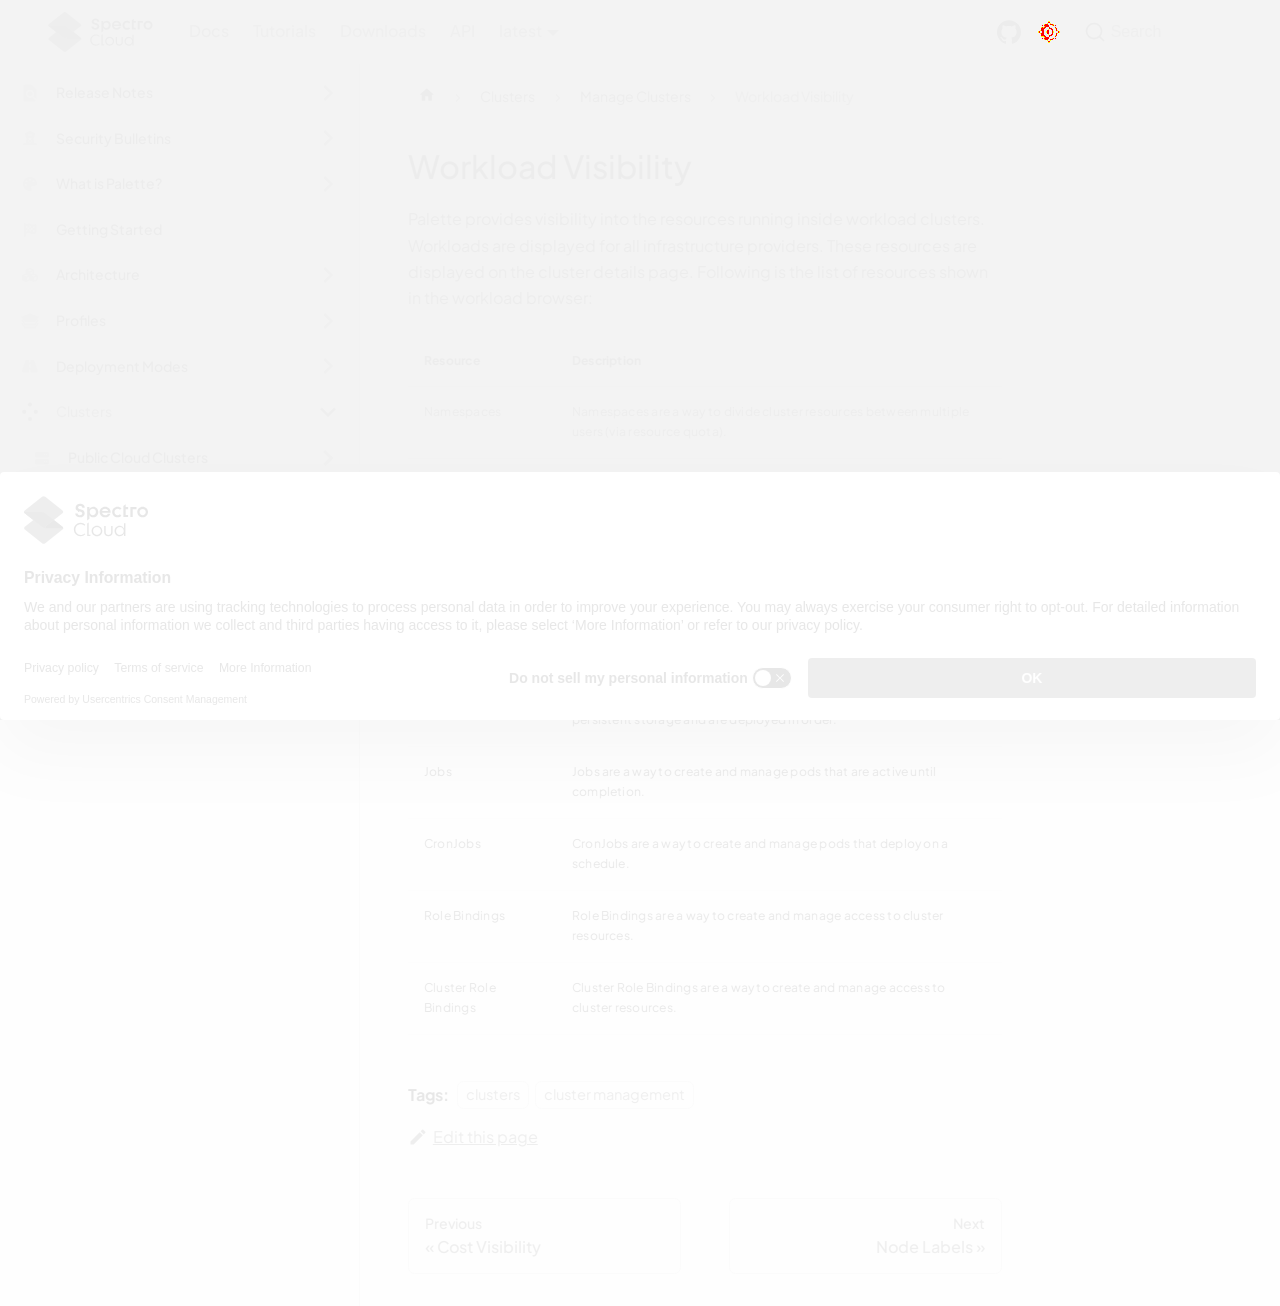 Spectro Cloud
Docs Tutorials Downloads API latest
Search
Release Notes
Security Bulletins
What is Palette?
Getting Started
Architecture
Profiles
Deployment Modes
Clusters
Public Cloud Clusters
Clusters
Manage Clusters
Workload Visibility
Workload Visibility
Palette provides visibility into the resources running inside workload clusters.
Workloads are displayed for all infrastructure providers. These resources are
displayed on the cluster details page. Following is the list of resources shown
in the workload browser:
Resource Description
Namespaces Namespaces are a way to divide cluster resources between multiple
users via resource quotas.
Spectro
Cloud
Privacy Information
We and our partners are using tracking technologies to process personal data in order to improve your experience. You may always exercise your consumer right to opt-out. For detailed information
about personal information we collect and third parties having access to it, please select ‘More Information’ or refer to our privacy policy.
Privacy policy Terms of service More Information
Do not sell my personal information
OK
Powered by Usercentrics Consent Management
persistent storage and are deployed in order.
Jobs Jobs are a way to create and manage pods that are active until
completion.
CronJobs CronJobs are a way to create and manage pods that deploy on a
schedule.
Role Bindings Role Bindings are a way to create and manage access to cluster
resources.
Cluster Role
Bindings
Cluster Role Bindings are a way to create and manage access to
cluster resources.
Tags: clusters cluster management
Edit this page
Previous
« Cost Visibility
Next
Node Labels »